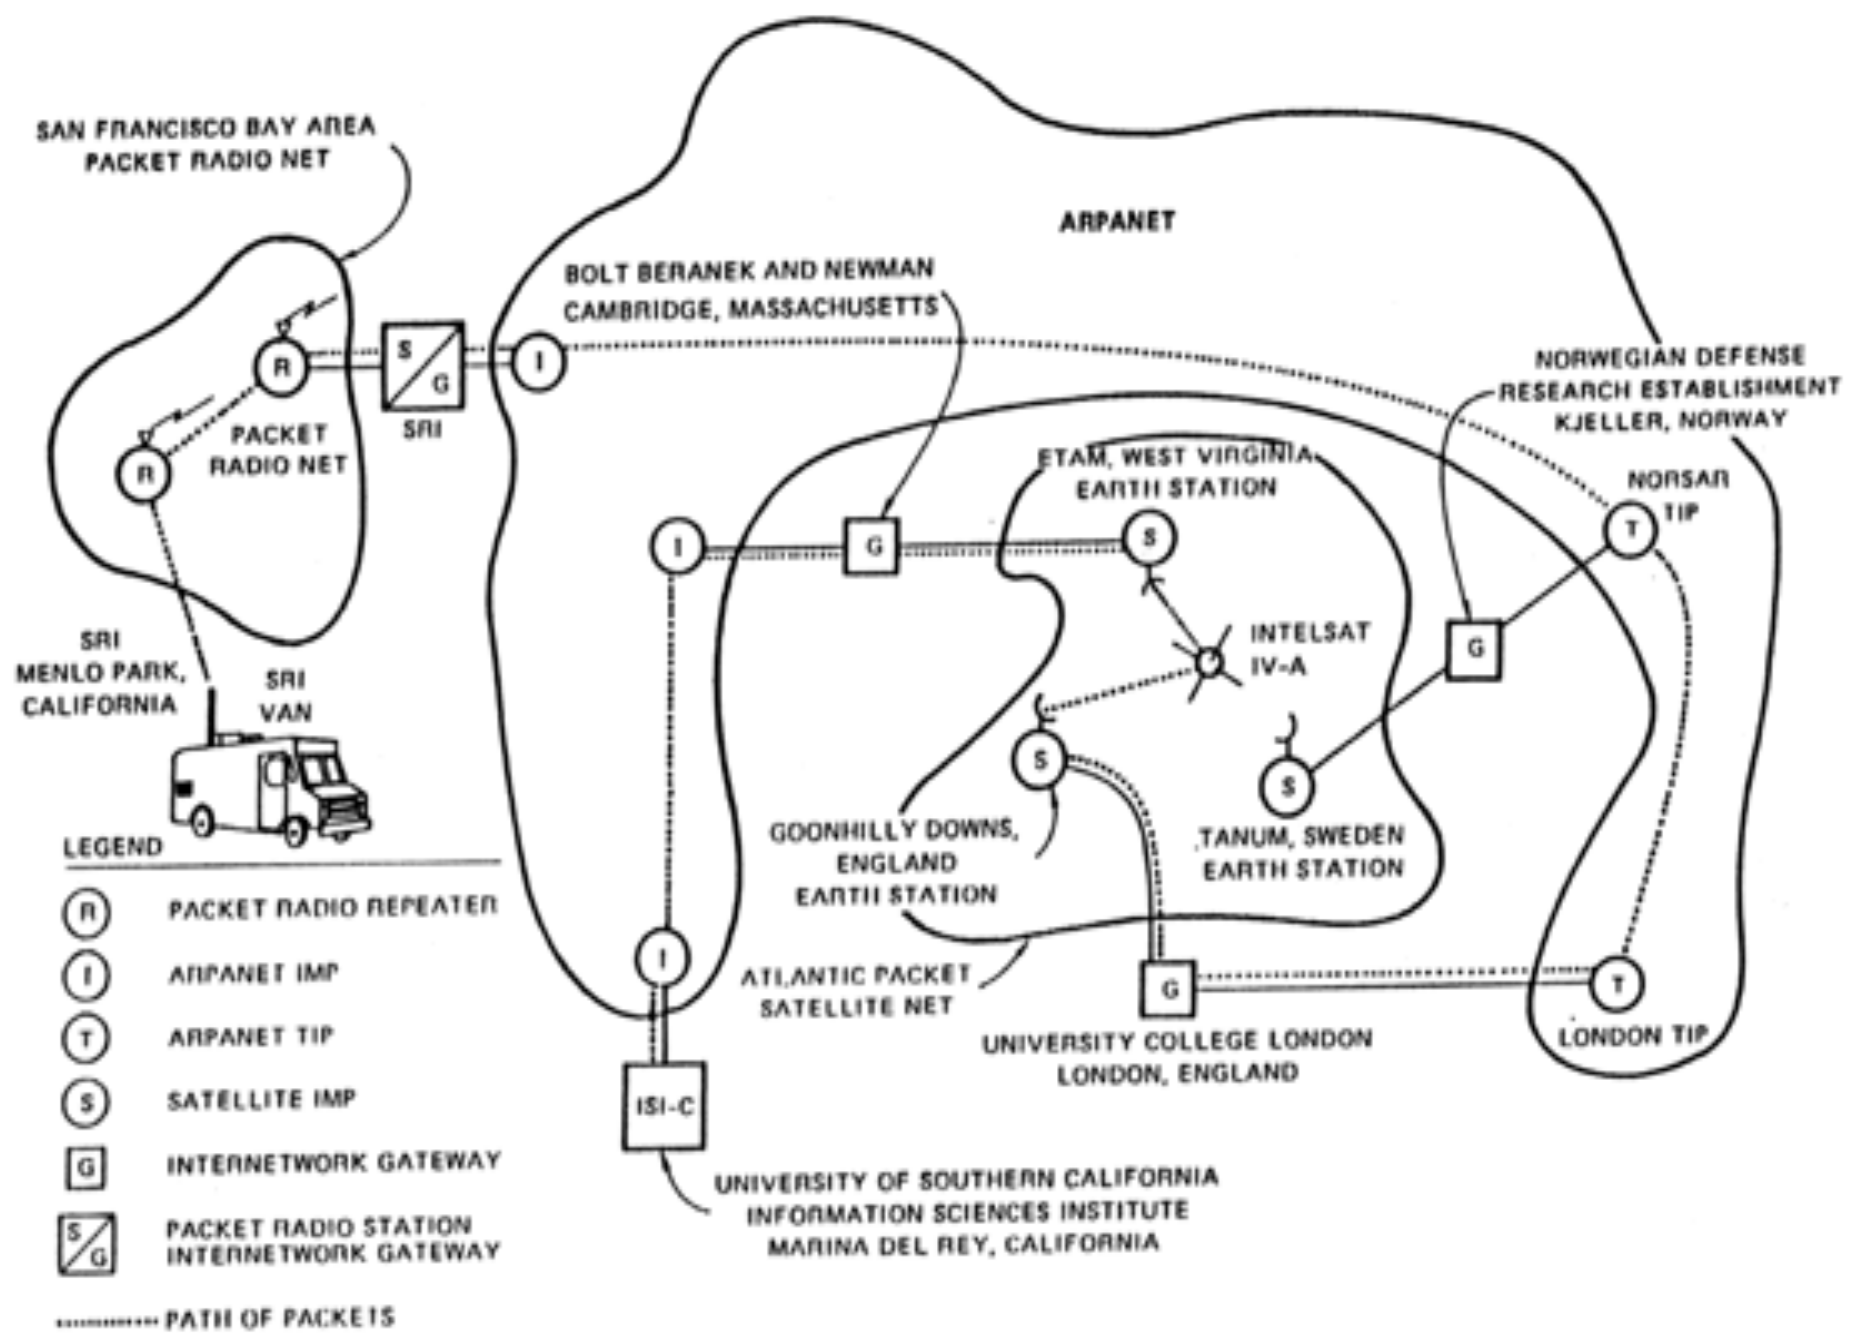 SAN FRANCISCO BAY AREA
PACKET RADIO NET
ARPANET
BOLT BERANEK AND NEWMAN
CAMBRIDGE, MASSACHUSETTS
NORWEGIAN DEFENSE
RESEARCH ESTABLISHMENT
KJELLER, NORWAY
S
G
SRI
I
R
PACKET
RADIO NET
R
ETAM, WEST VIRGINIA
EARTH STATION
NORSAR
TIP
T
I
G
S
INTELSAT
IV-A
G
SRI
MENLO PARK,
CALIFORNIA
SRI
VAN
S
S
GOONHILLY DOWNS,
ENGLAND
EARTH STATION
TANUM, SWEDEN
EARTH STATION
I
ATLANTIC PACKET
SATELLITE NET
G
T
UNIVERSITY COLLEGE LONDON
LONDON, ENGLAND
LONDON TIP
ISI-C
UNIVERSITY OF SOUTHERN CALIFORNIA
INFORMATION SCIENCES INSTITUTE
MARINA DEL REY, CALIFORNIA
LEGEND
R PACKET RADIO REPEATER
I ARPANET IMP
T ARPANET TIP
S SATELLITE IMP
G INTERNETWORK GATEWAY
S/G PACKET RADIO STATION
INTERNETWORK GATEWAY
PATH OF PACKETS